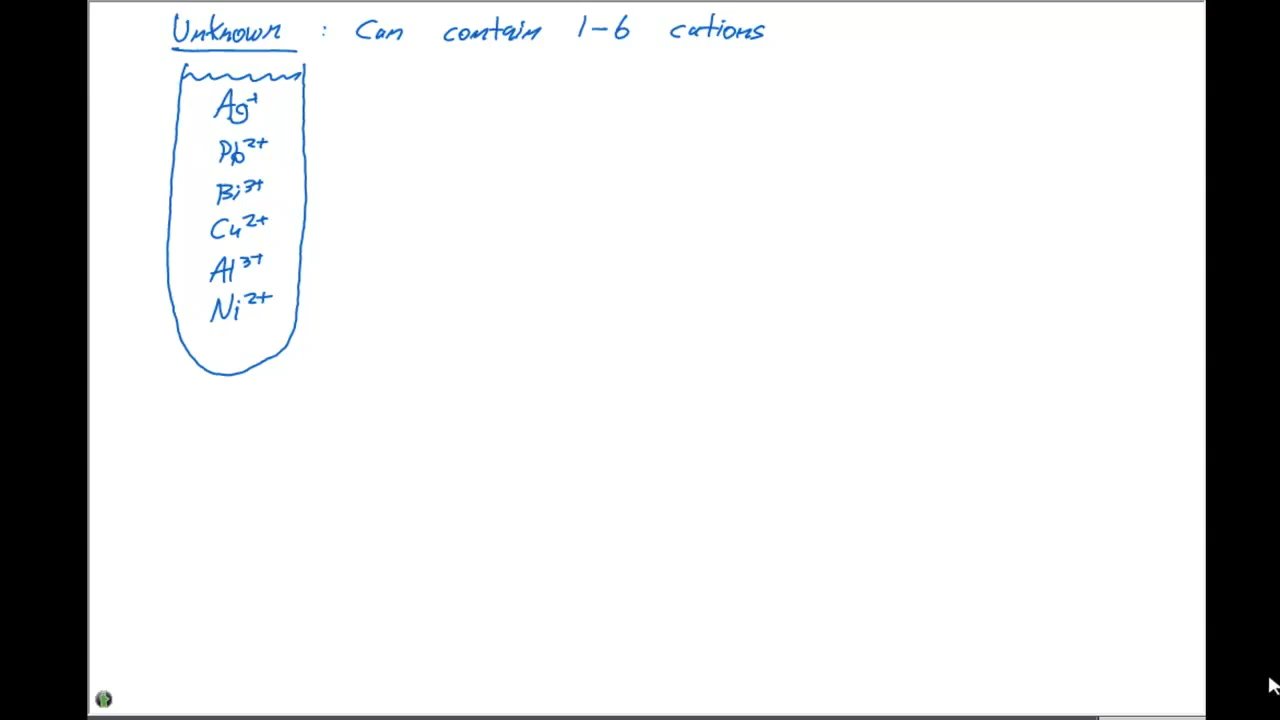 Unknown : Can contain 1-6 cations
Ag⁺
Pb²⁺
Bi³⁺
Cu²⁺
Al³⁺
Ni²⁺